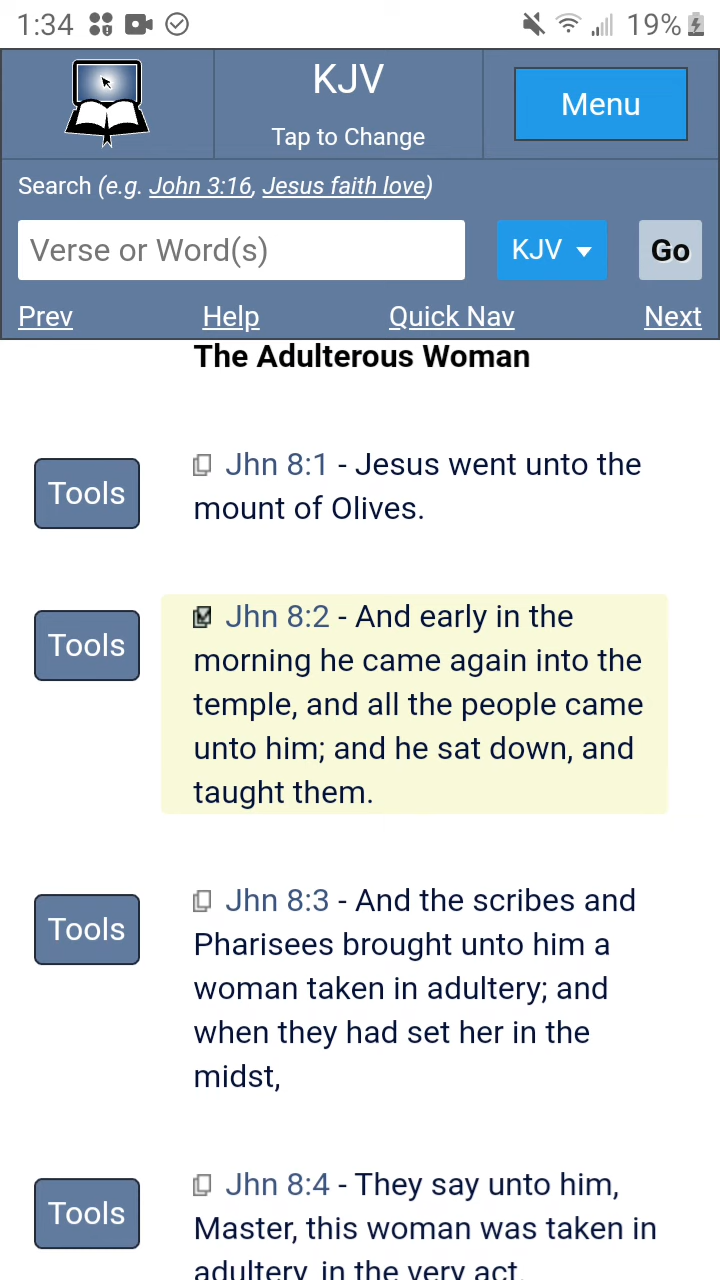 1:34
19%
KJV
Menu
Tap to Change
Search (e.g. John 3:16, Jesus faith love)
Verse or Word(s)
KJV
Go
Prev
Help
Quick Nav
Next
The Adulterous Woman
Tools
Jhn 8:1 - Jesus went unto the
mount of Olives.
Tools
Jhn 8:2 - And early in the
morning he came again into the
temple, and all the people came
unto him; and he sat down, and
taught them.
Tools
Jhn 8:3 - And the scribes and
Pharisees brought unto him a
woman taken in adultery; and
when they had set her in the
midst,
Tools
Jhn 8:4 - They say unto him,
Master, this woman was taken in
adultery, in the very act.